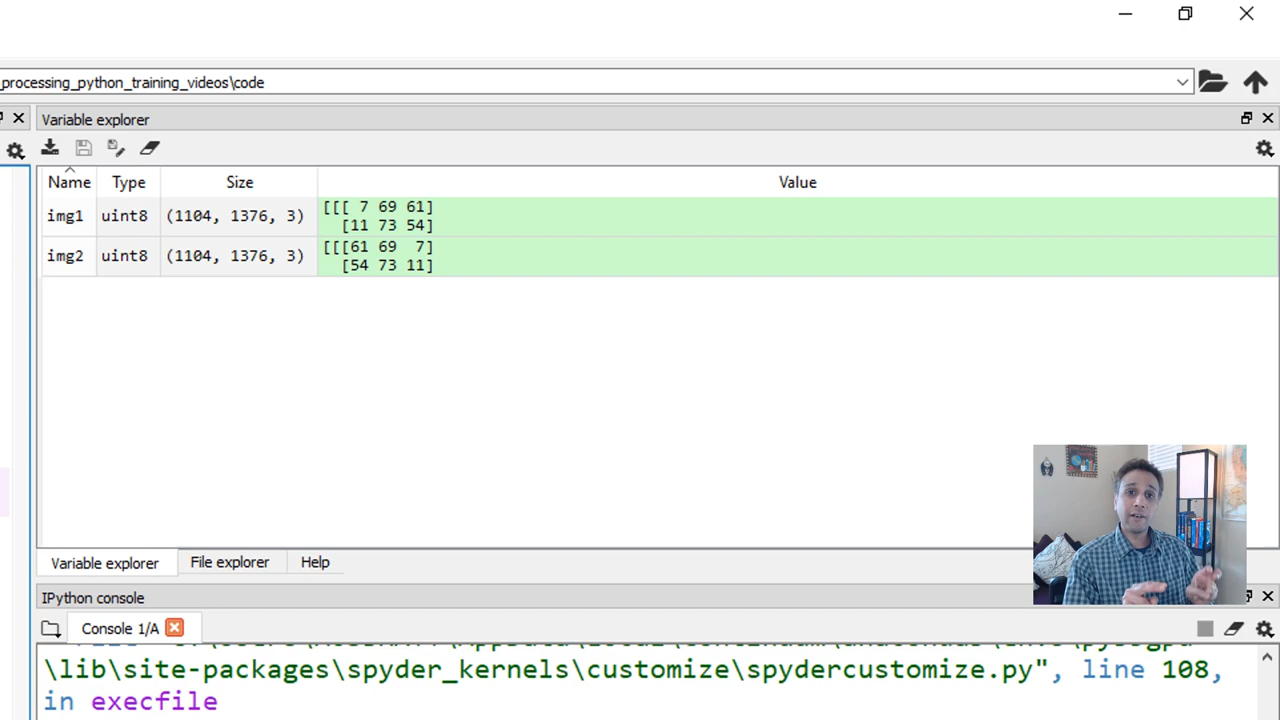 processing_python_training_videos\code
Variable explorer
Name Type Size Value
img1 uint8 (1104, 1376, 3) [[[ 7 69 61]
[11 73 54]
img2 uint8 (1104, 1376, 3) [[[61 69  7]
[54 73 11]
Variable explorer File explorer Help
IPython console
Console 1/A
\lib\site-packages\spyder_kernels\customize\spydercustomize.py", line 108,
in execfile